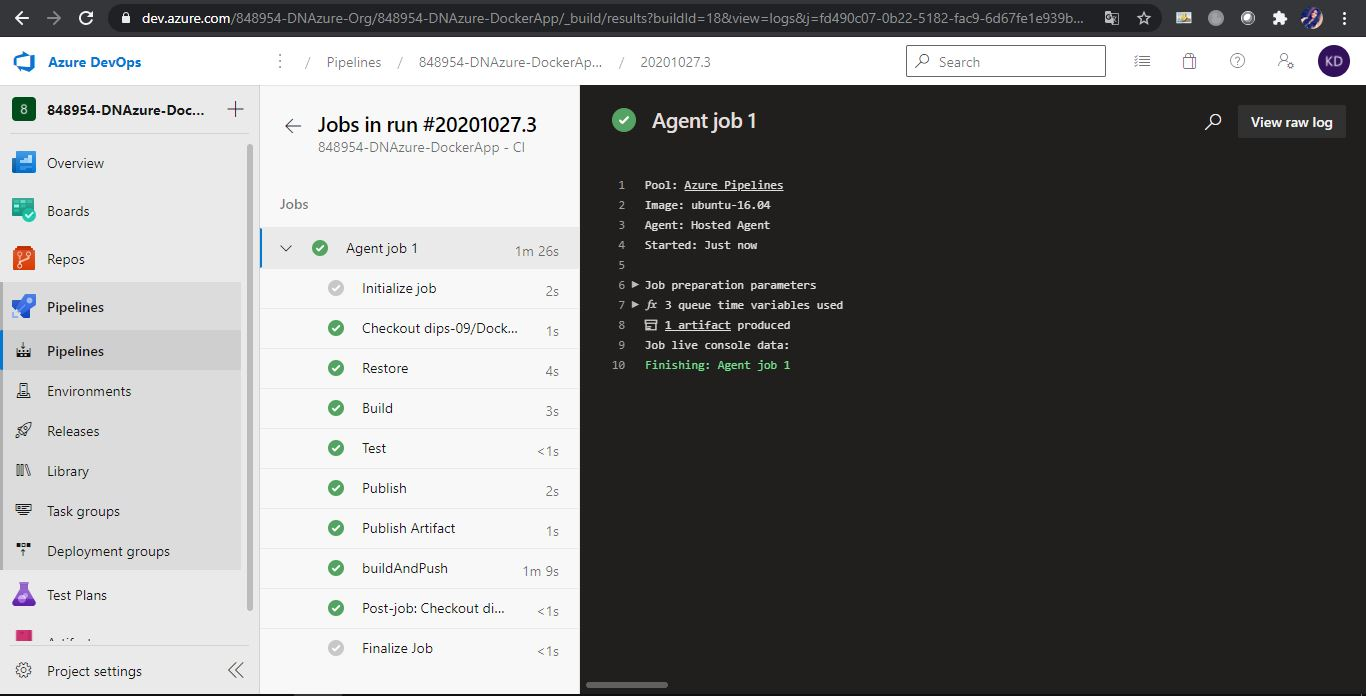 dev.azure.com/848954-DNAzure-Org/848954-DNAzure-DockerApp/_build/results?buildId=18&view=logs&j=fd490c07-0b22-5182-fac9-6d67fe1e939b...
Azure DevOps
/ Pipelines / 848954-DNAzure-DockerAp... / 20201027.3
Search
KD
8 848954-DNAzure-Doc...
Overview
Boards
Repos
Pipelines
Pipelines
Environments
Releases
Library
Task groups
Deployment groups
Test Plans
Project settings
Jobs in run #20201027.3
848954-DNAzure-DockerApp - CI
Jobs
Agent job 1 1m 26s
Initialize job 2s
Checkout dips-09/Dock... 1s
Restore 4s
Build 3s
Test <1s
Publish 2s
Publish Artifact 1s
buildAndPush 1m 9s
Post-job: Checkout di... <1s
Finalize Job <1s
Agent job 1
View raw log
1 Pool: Azure Pipelines
2 Image: ubuntu-16.04
3 Agent: Hosted Agent
4 Started: Just now
5
6 Job preparation parameters
7 fx 3 queue time variables used
8 1 artifact produced
9 Job live console data:
10 Finishing: Agent job 1